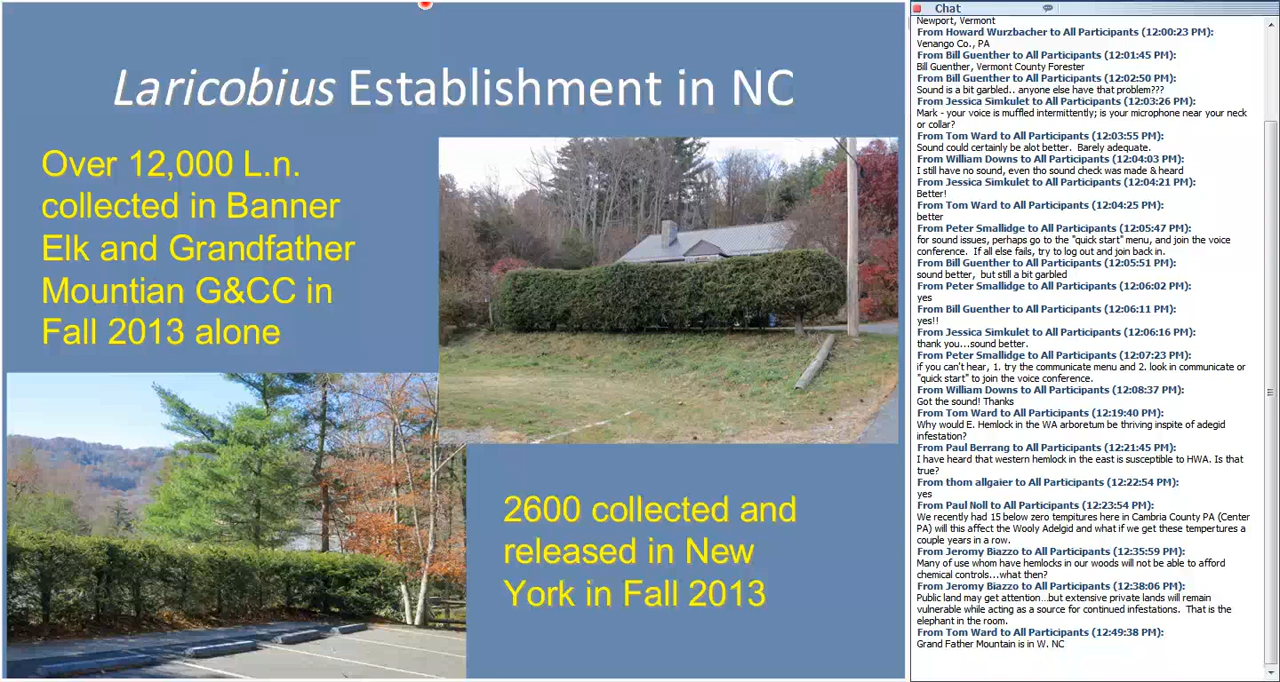 Laricobius Establishment in NC
Over 12,000 L.n.
collected in Banner
Elk and Grandfather
Mountian G&CC in
Fall 2013 alone
2600 collected and
released in New
York in Fall 2013
Chat
Newport, Vermont
From Howard Wurzbacher to All Participants (12:00:23 PM):
Venango Co., PA
From Bill Guenther to All Participants (12:01:45 PM):
Bill Guenther, Vermont County Forester
From Bill Guenther to All Participants (12:02:50 PM):
Sound is a bit garbled.. anyone else have that problem???
From Jessica Simkulet to All Participants (12:03:26 PM):
Mark - your voice is muffled intermittently; is your microphone near your neck
or collar?
From Tom Ward to All Participants (12:03:55 PM):
Sound could certainly be alot better.  Barely adequate.
From William Downs to All Participants (12:04:03 PM):
I still have no sound, even tho sound check was made & heard
From Jessica Simkulet to All Participants (12:04:21 PM):
Better!
From Tom Ward to All Participants (12:04:25 PM):
better
From Peter Smallidge to All Participants (12:05:47 PM):
for sound issues, perhaps go to the "quick start" menu, and join the voice
conference.  If all else fails, try to log out and join back in.
From Bill Guenther to All Participants (12:05:51 PM):
sound better,  but still a bit garbled
From Peter Smallidge to All Participants (12:06:02 PM):
yes
From Bill Guenther to All Participants (12:06:11 PM):
yes!!
From Jessica Simkulet to All Participants (12:06:16 PM):
thank you...sound better.
From Peter Smallidge to All Participants (12:07:23 PM):
if you can't hear, 1. try the communicate menu and 2. look in communicate or
"quick start" to join the voice conference.
From William Downs to All Participants (12:08:37 PM):
Got the sound! Thanks
From Tom Ward to All Participants (12:19:40 PM):
Why would E. Hemlock in the WA arboretum be thriving inspite of adegid
infestation?
From Paul Berrang to All Participants (12:21:45 PM):
I have heard that western hemlock in the east is susceptible to HWA. Is that
true?
From thom allgaier to All Participants (12:22:54 PM):
yes
From Paul Noll to All Participants (12:23:54 PM):
We recently had 15 below zero tempitures here in Cambria County PA (Center
PA) will this affect the Wooly Adelgid and what if we get these tempertures a
couple years in a row.
From Jeromy Biazzo to All Participants (12:35:59 PM):
Many of use whom have hemlocks in our woods will not be able to afford
chemical controls...what then?
From Jeromy Biazzo to All Participants (12:38:06 PM):
Public land may get attention...but extensive private lands will remain
vulnerable while acting as a source for continued infestations.  That is the
elephant in the room.
From Tom Ward to All Participants (12:49:38 PM):
Grand Father Mountain is in W. NC